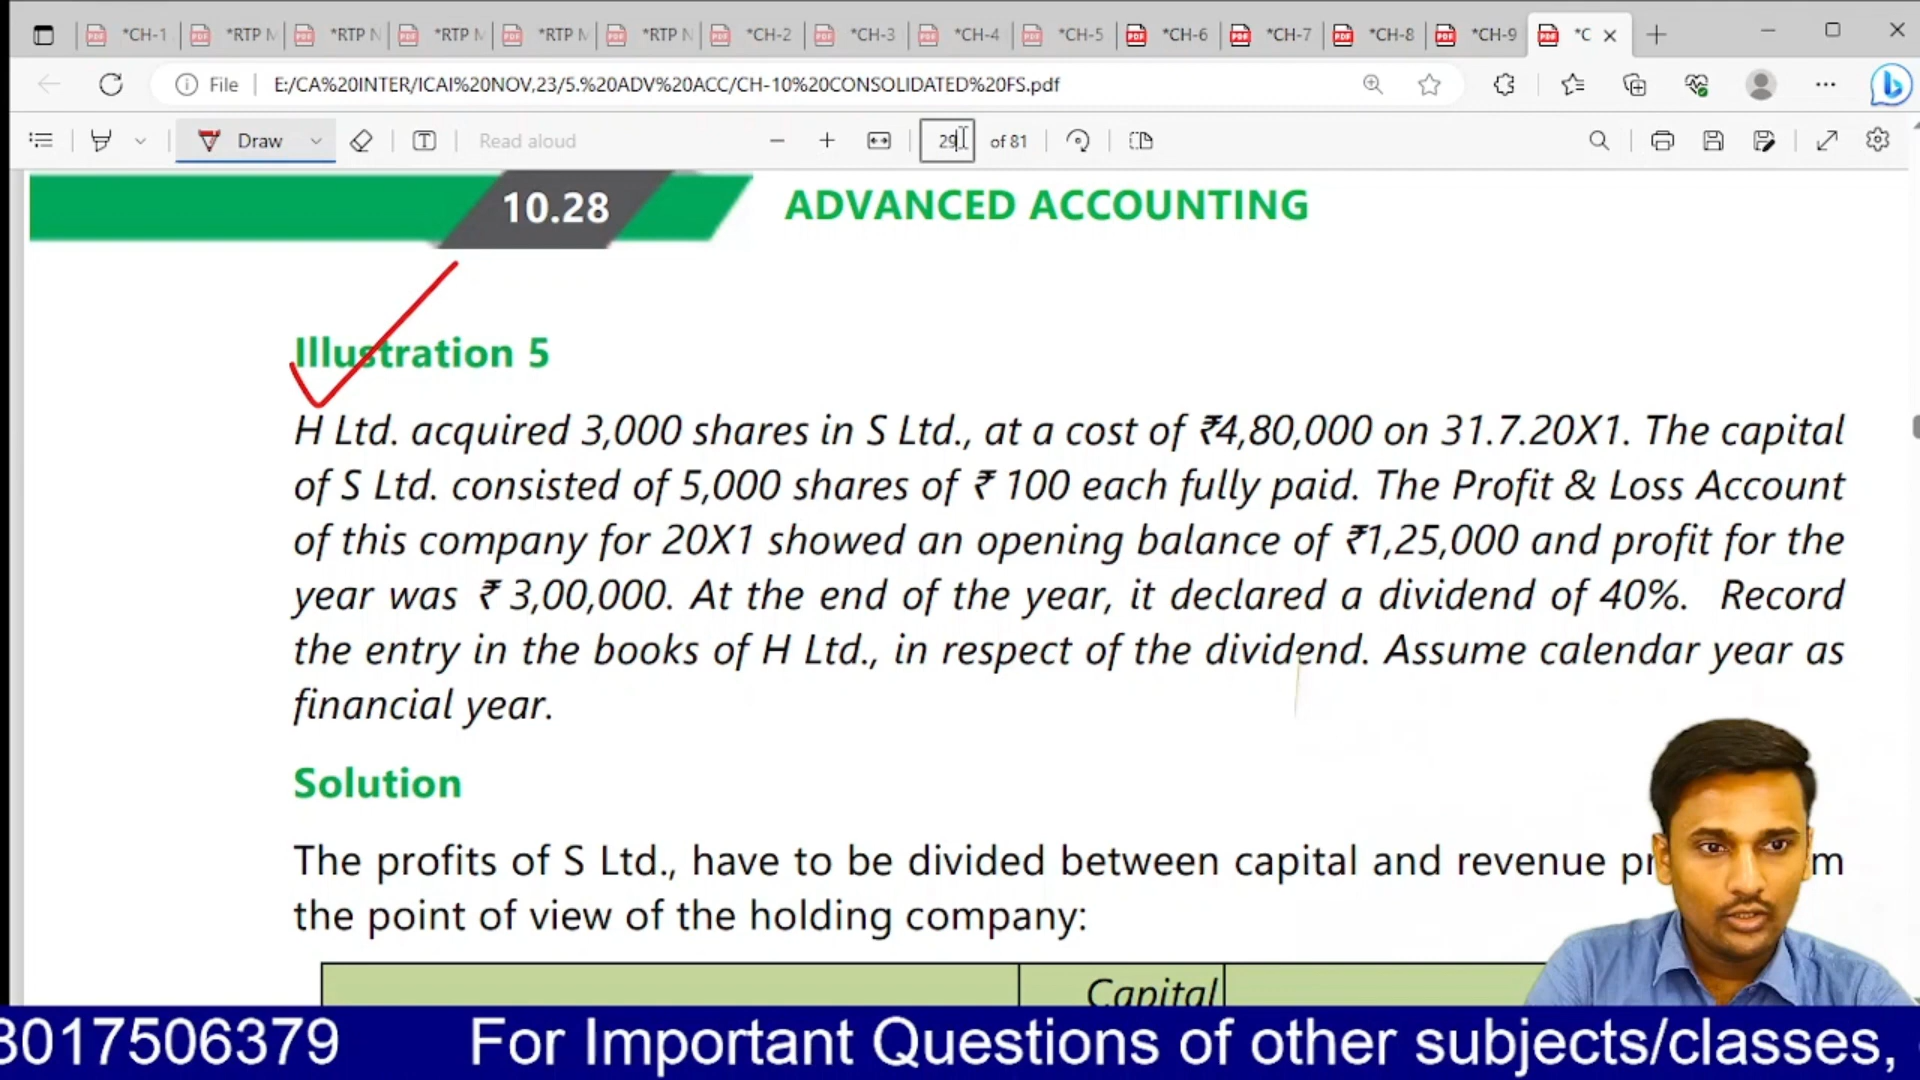 *CH-1 *RTP M *RTP N *RTP M *RTP M *RTP N *CH-2 *CH-3 *CH-4 *CH-5 *CH-6 *CH-7 *CH-8 *CH-9 *C
File E:/CA%20INTER/ICAI%20NOV,23/5.%20ADV%20ACC/CH-10%20CONSOLIDATED%20FS.pdf
Draw Read aloud 29 of 81
10.28 ADVANCED ACCOUNTING
Illustration 5
H Ltd. acquired 3,000 shares in S Ltd., at a cost of ₹4,80,000 on 31.7.20X1. The capital
of S Ltd. consisted of 5,000 shares of ₹ 100 each fully paid. The Profit & Loss Account
of this company for 20X1 showed an opening balance of ₹1,25,000 and profit for the
year was ₹ 3,00,000. At the end of the year, it declared a dividend of 40%. Record
the entry in the books of H Ltd., in respect of the dividend. Assume calendar year as
financial year.
Solution
The profits of S Ltd., have to be divided between capital and revenue
the point of view of the holding company:
Capital
3017506379 For Important Questions of other subjects/classes,